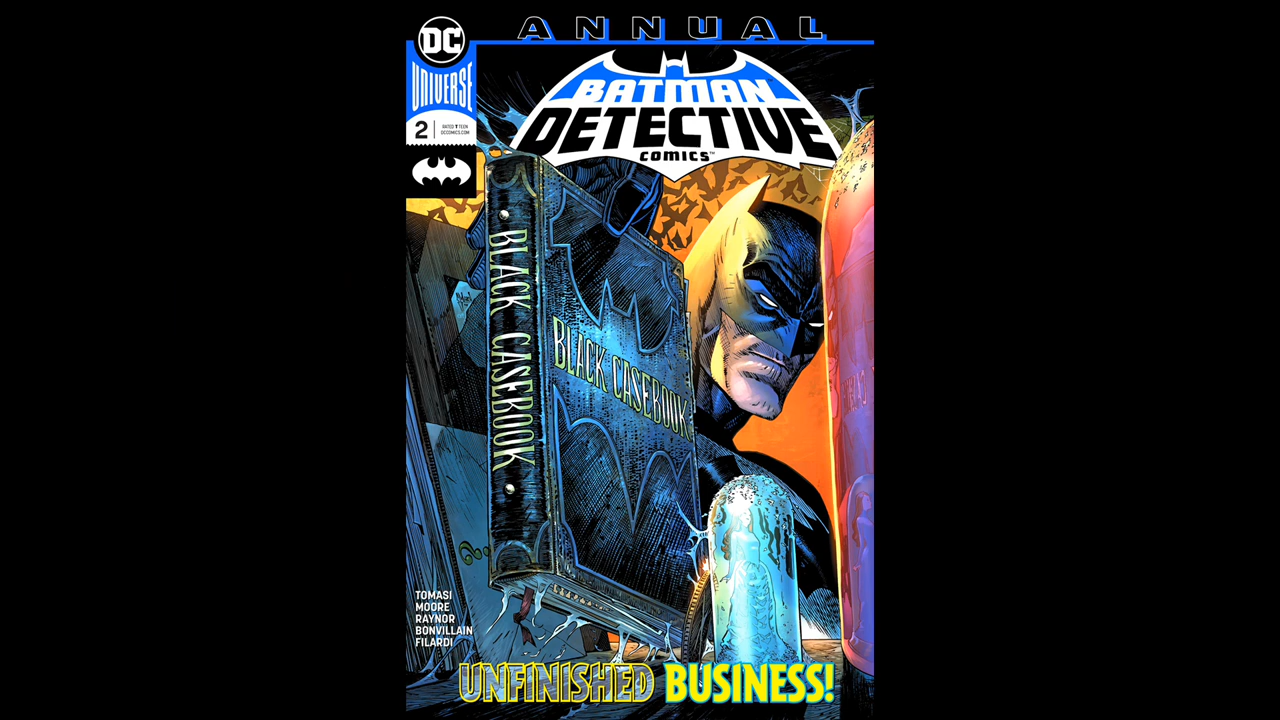 ANNUAL
DC
UNIVERSE
2
RATED T TEEN
DCCOMICS.COM
BATMAN
DETECTIVE
COMICS™
BLACK CASEBOOK
BLACK CASEBOOK
TOMASI
MOORE
RAYNOR
BONVILLAIN
FILARDI
UNFINISHED BUSINESS!